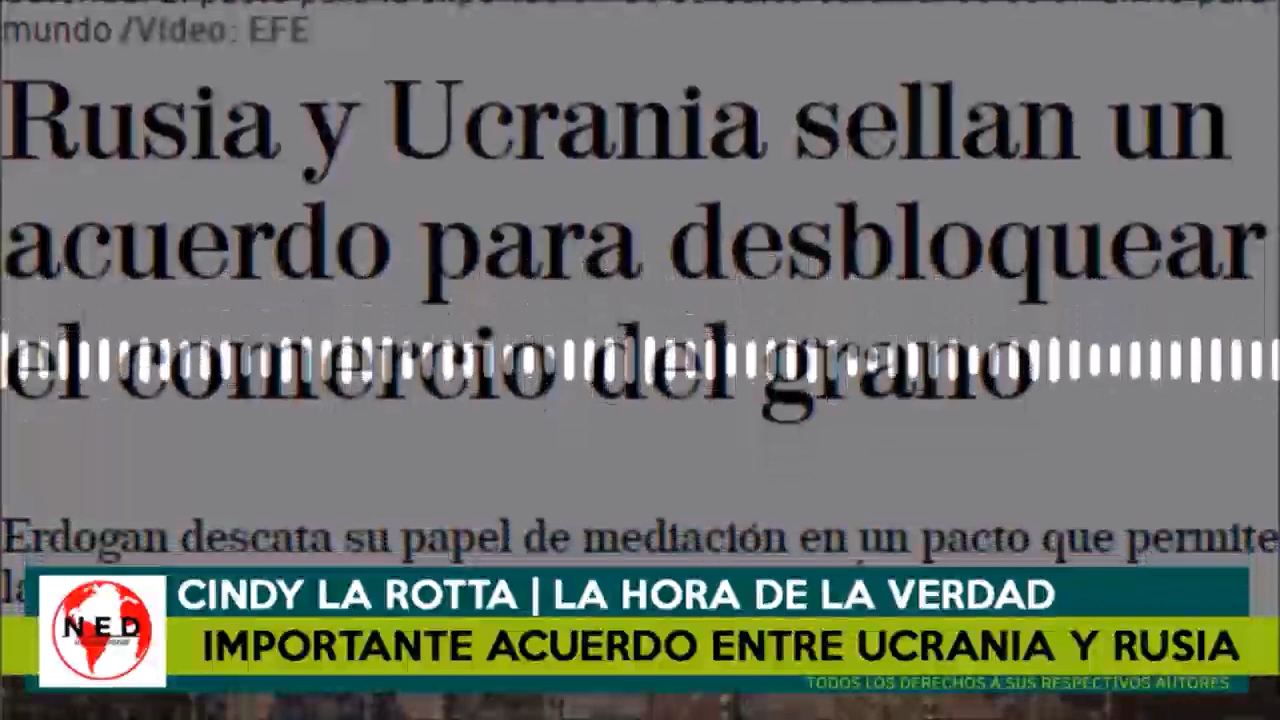 mundo /Vídeo: EFE
Rusia y Ucrania sellan un
acuerdo para desbloquear
el comercio del grano
Erdogan descata su papel de mediación en un pacto que permite
la
CINDY LA ROTTA | LA HORA DE LA VERDAD
N.E.D
IMPORTANTE ACUERDO ENTRE UCRANIA Y RUSIA
TODOS LOS DERECHOS A SUS RESPECTIVOS AUTORES